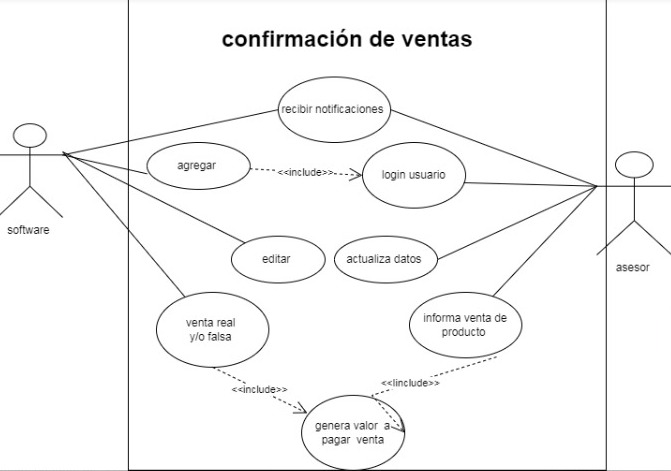 confirmación de ventas
recibir notificaciones
agregar
<<include>>
login usuario
software
editar
actualiza datos
asesor
venta real
y/o falsa
informa venta de
producto
<<include>>
<<linclude>>
genera valor a
pagar venta